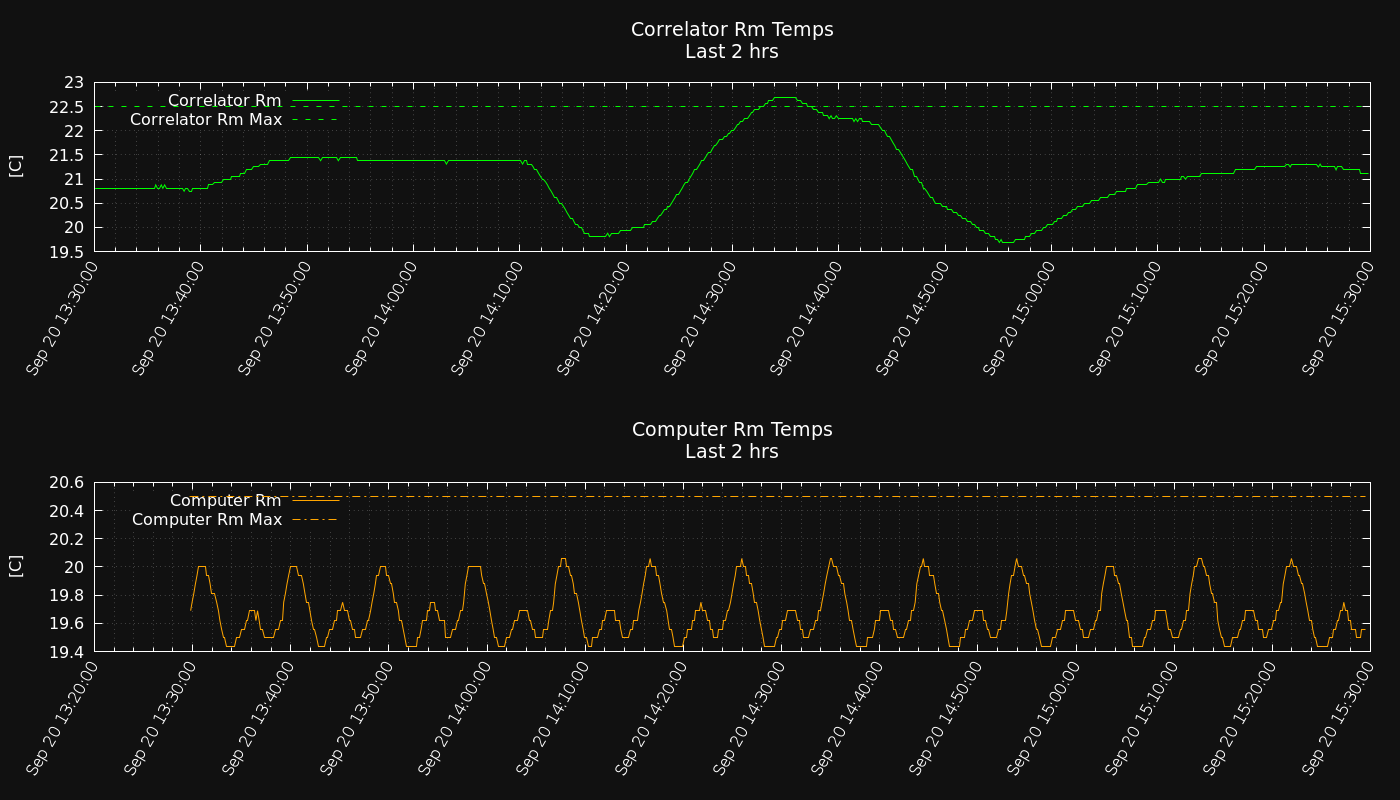 Correlator Rm Temps
Last 2 hrs
23
22.5
22
21.5
21
20.5
20
19.5
[C]
Correlator Rm
Correlator Rm Max
Sep 20 13:30:00
Sep 20 13:40:00
Sep 20 13:50:00
Sep 20 14:00:00
Sep 20 14:10:00
Sep 20 14:20:00
Sep 20 14:30:00
Sep 20 14:40:00
Sep 20 14:50:00
Sep 20 15:00:00
Sep 20 15:10:00
Sep 20 15:20:00
Sep 20 15:30:00
Computer Rm Temps
Last 2 hrs
20.6
20.4
20.2
20
19.8
19.6
19.4
[C]
Computer Rm
Computer Rm Max
Sep 20 13:20:00
Sep 20 13:30:00
Sep 20 13:40:00
Sep 20 13:50:00
Sep 20 14:00:00
Sep 20 14:10:00
Sep 20 14:20:00
Sep 20 14:30:00
Sep 20 14:40:00
Sep 20 14:50:00
Sep 20 15:00:00
Sep 20 15:10:00
Sep 20 15:20:00
Sep 20 15:30:00